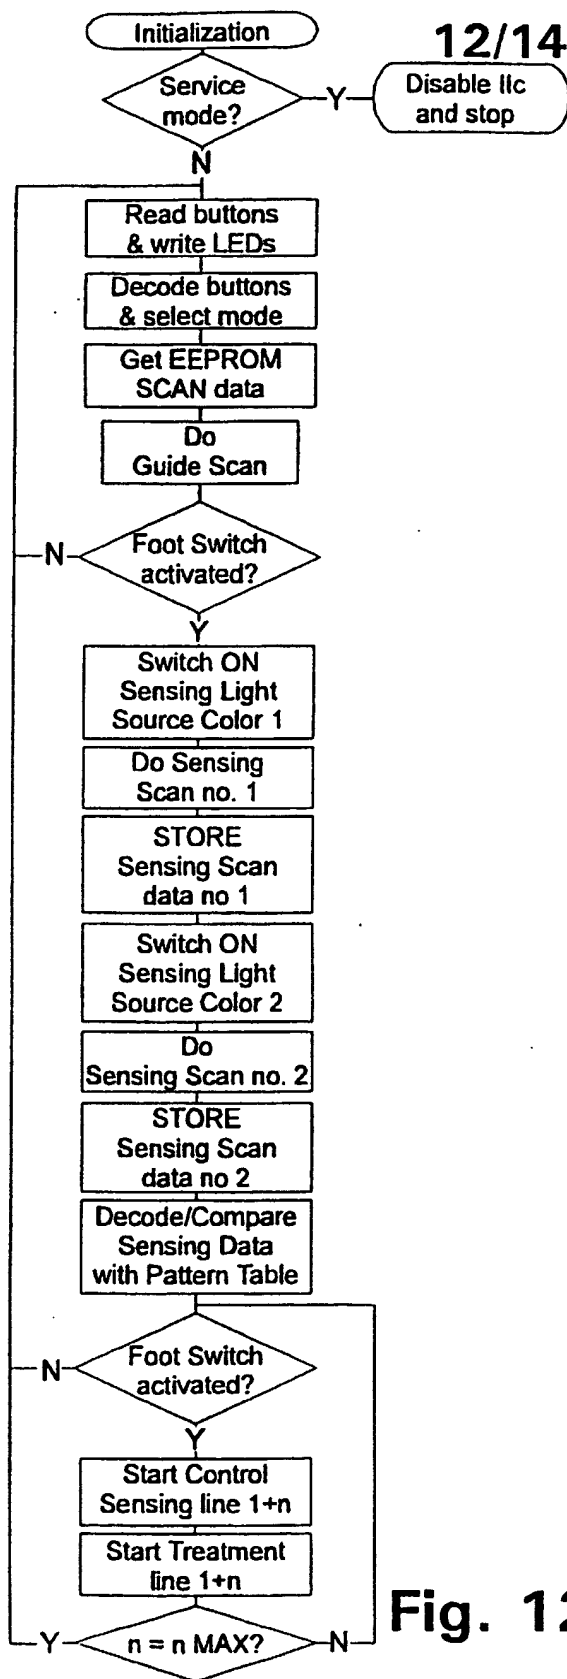 12/14
Initialization
Service
mode?
Y
Disable IIc
and stop
N
Read buttons
& write LEDs
Decode buttons
& select mode
Get EEPROM
SCAN data
Do
Guide Scan
N
Foot Switch
activated?
Y
Switch ON
Sensing Light
Source Color 1
Do Sensing
Scan no. 1
STORE
Sensing Scan
data no 1
Switch ON
Sensing Light
Source Color 2
Do
Sensing Scan no. 2
STORE
Sensing Scan
data no 2
Decode/Compare
Sensing Data
with Pattern Table
N
Foot Switch
activated?
Y
Start Control
Sensing line 1+n
Start Treatment
line 1+n
Y
n = n MAX?
N
Fig. 12